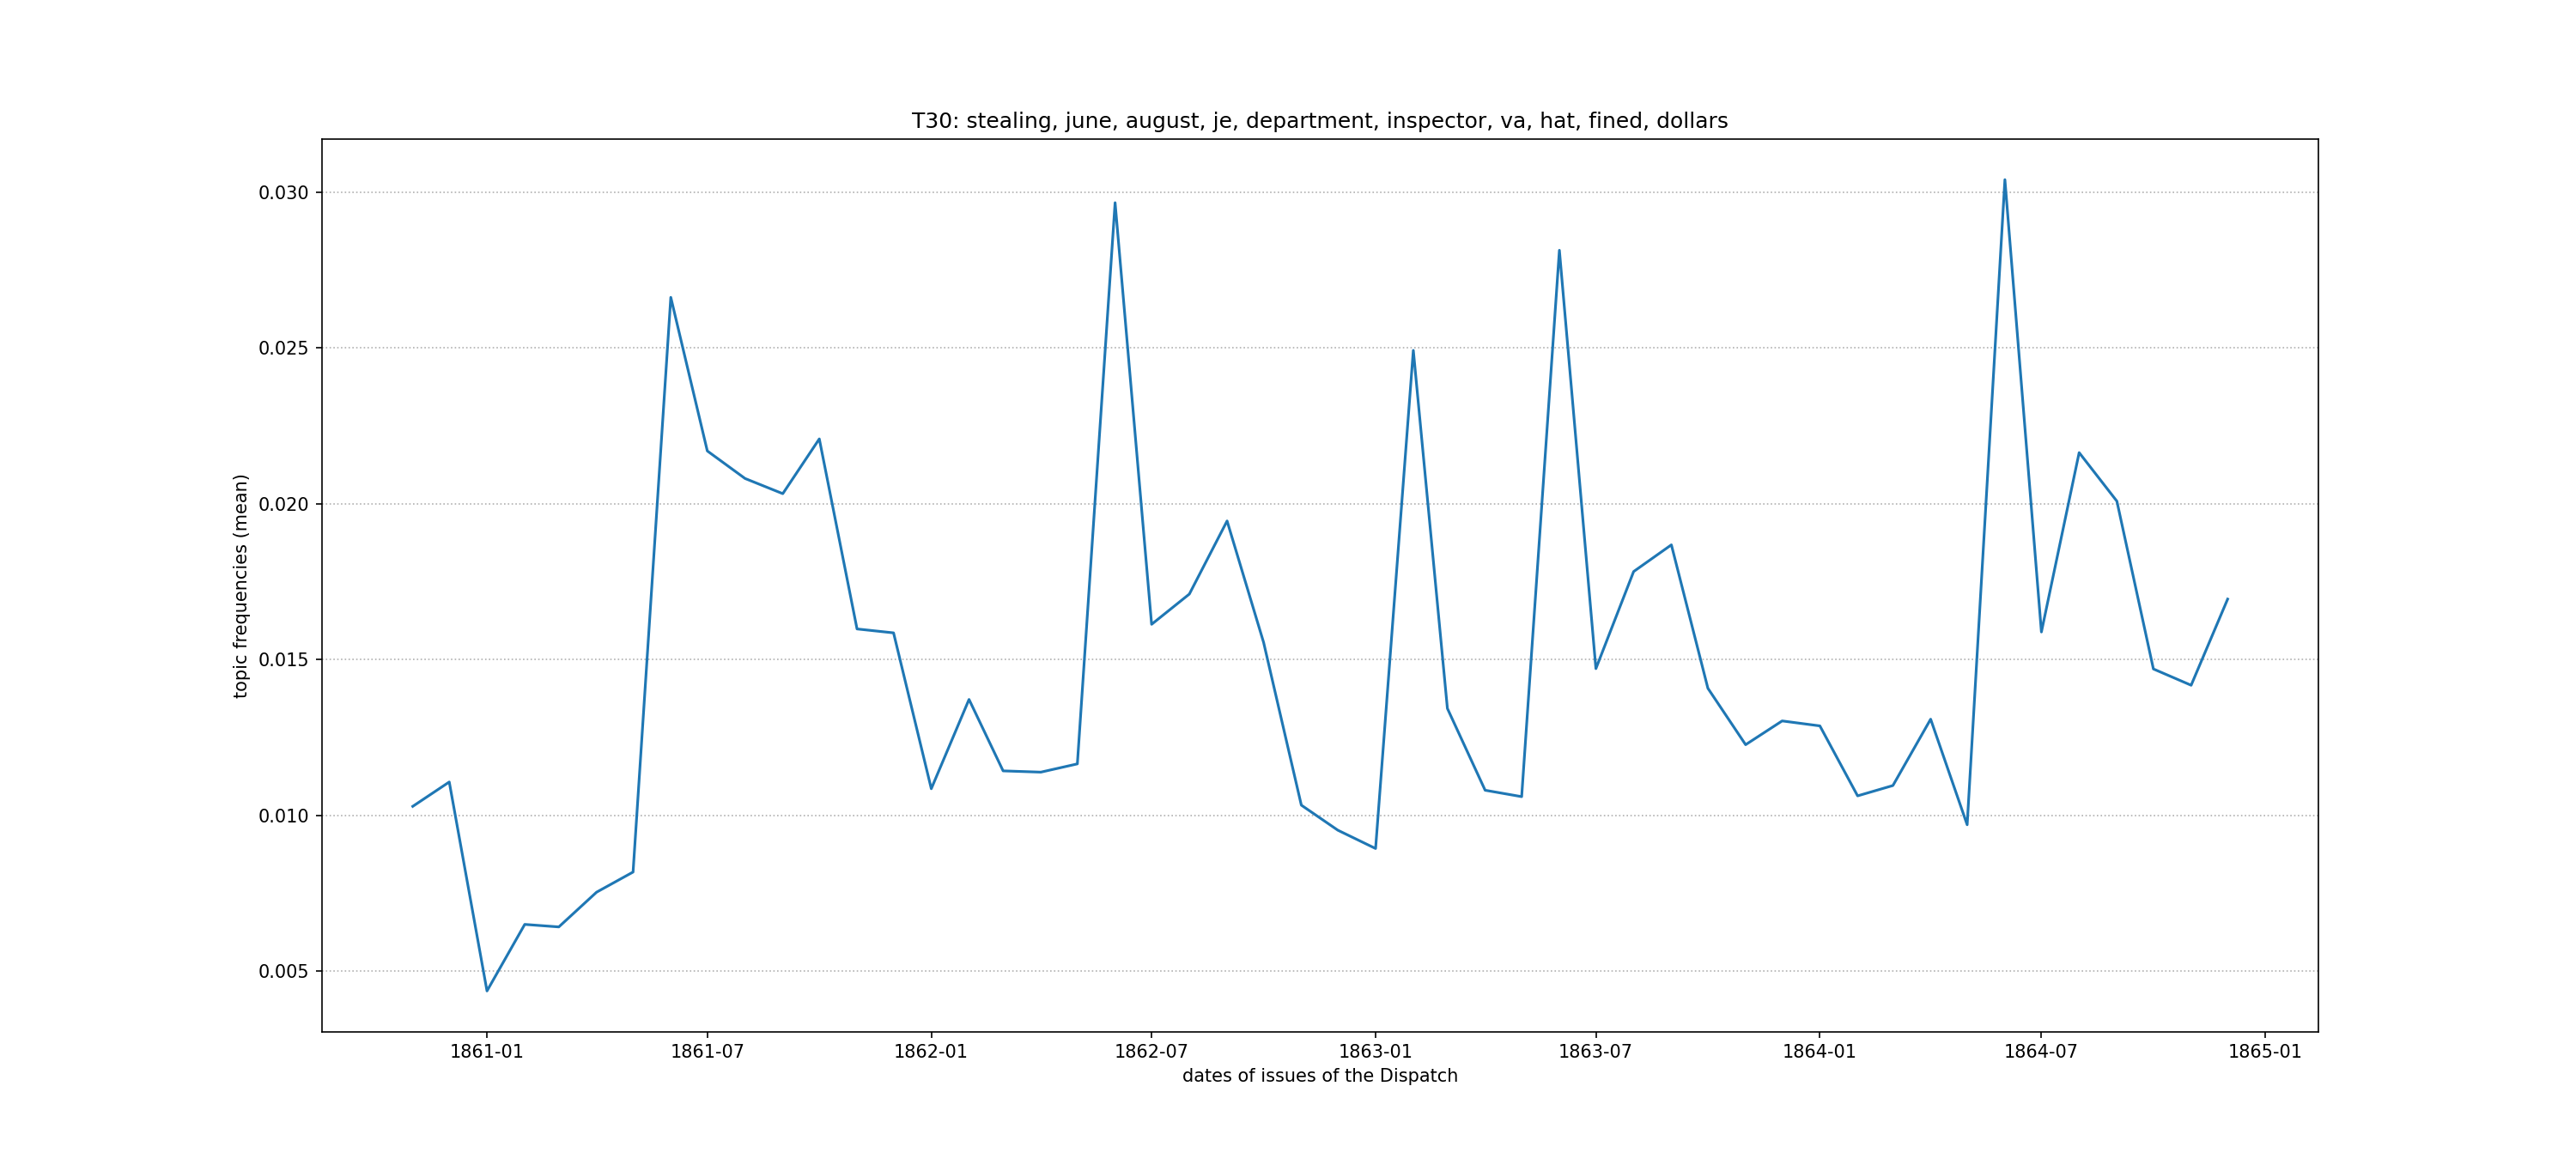 T30: stealing, june, august, je, department, inspector, va, hat, fined, dollars
0.030
0.025
0.020
0.015
0.010
0.005
topic frequencies (mean)
1861-01 1861-07 1862-01 1862-07 1863-01 1863-07 1864-01 1864-07 1865-01
dates of issues of the Dispatch